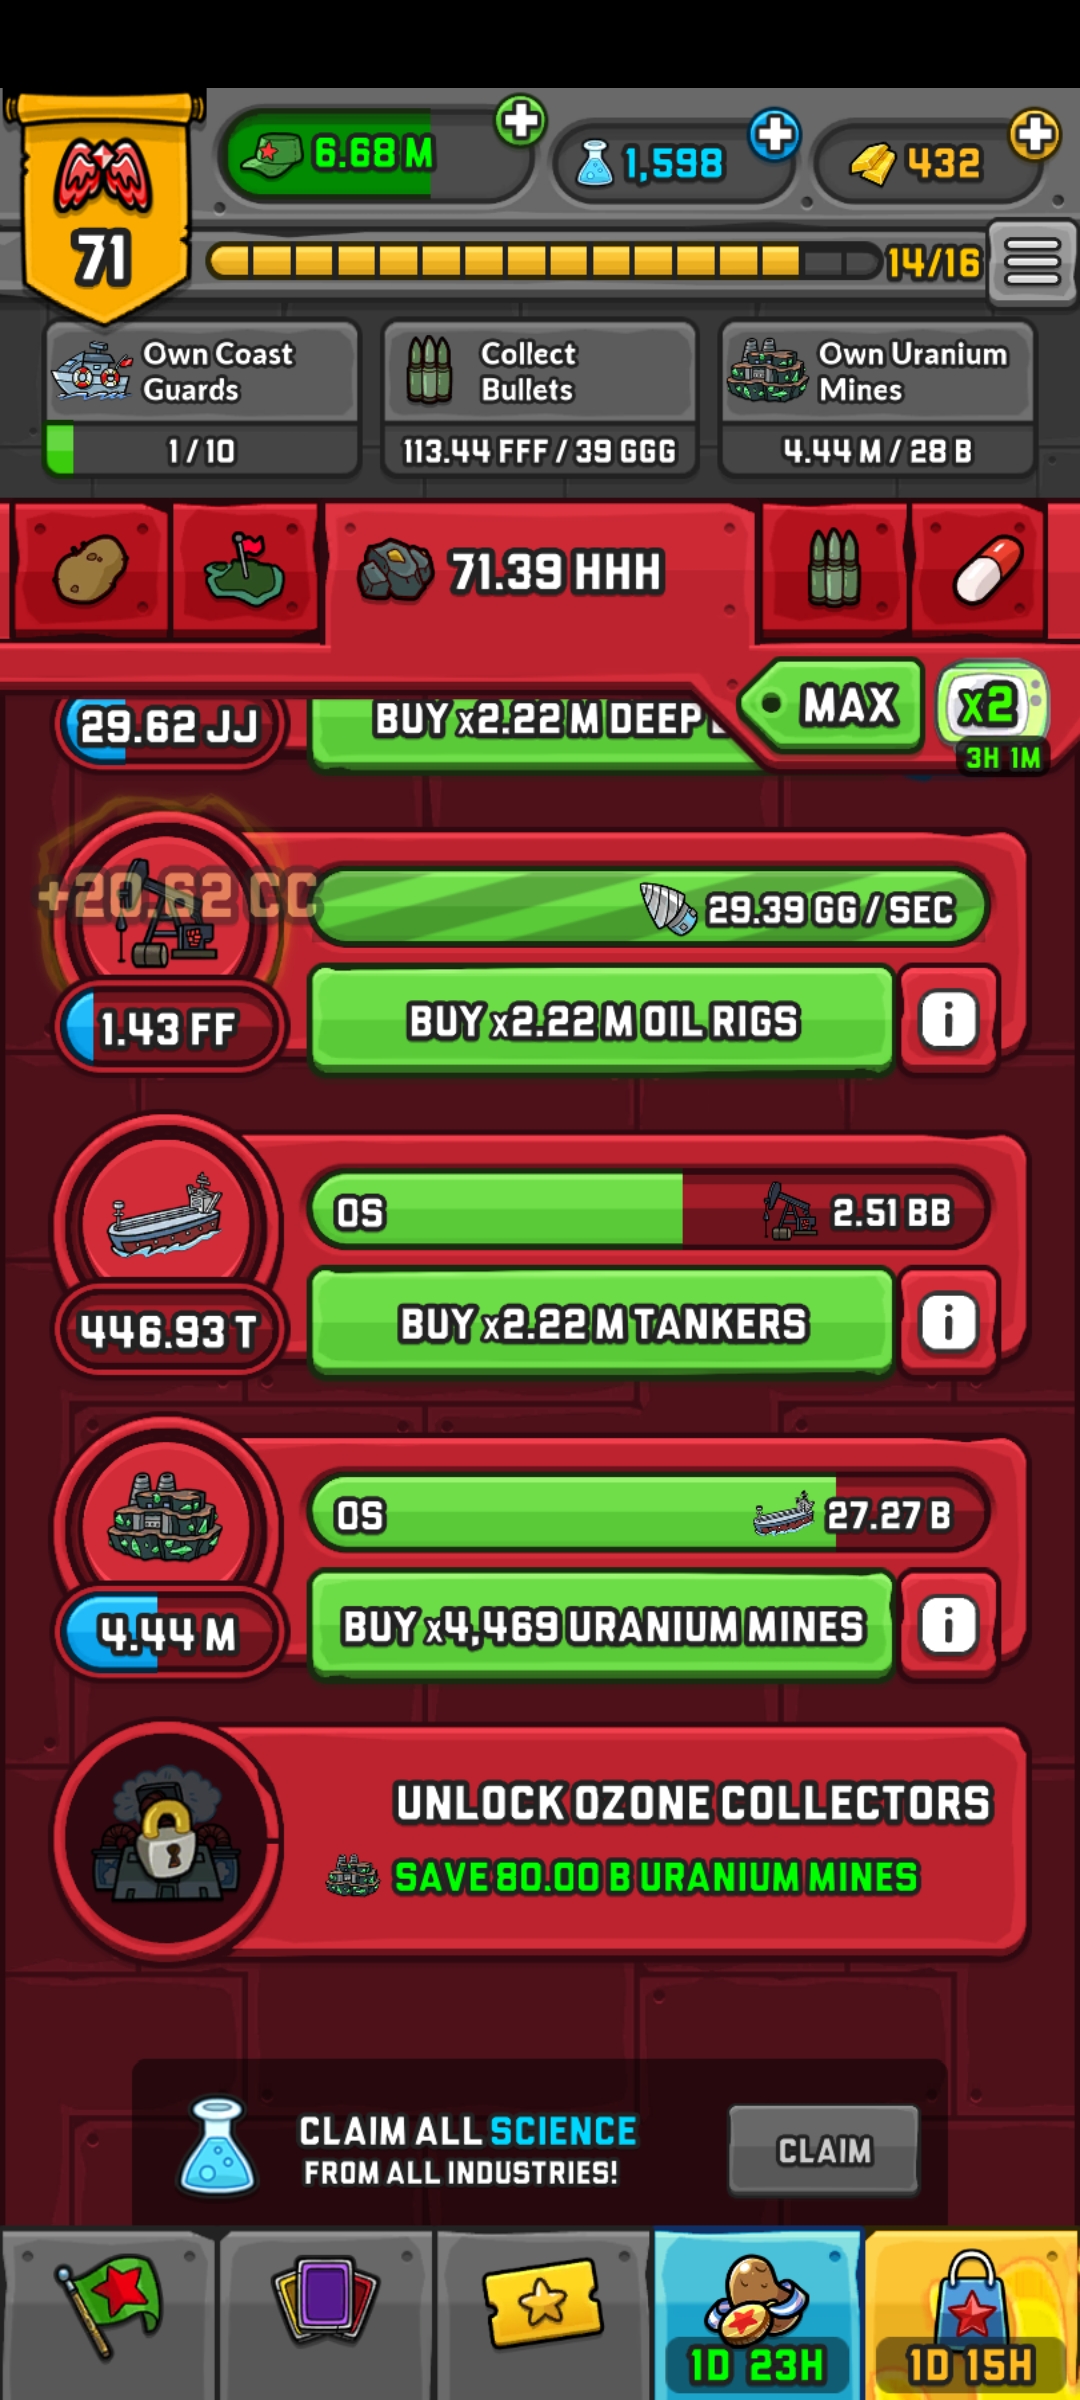 6.68 M
1,598
432
71
14/16
Own Coast
Guards
1 / 10
Collect
Bullets
113.44 FFF / 39 GGG
Own Uranium
Mines
4.44 M / 28 B
71.39 HHH
MAX
x2
3H 1M
29.62 JJ
BUY x2.22 M DEEP
+20.62 CC
29.39 GG / SEC
1.43 FF
BUY x2.22 M OIL RIGS
i
0S
2.51 BB
446.93 T
BUY x2.22 M TANKERS
i
0S
27.27 B
4.44 M
BUY x4,469 URANIUM MINES
i
UNLOCK OZONE COLLECTORS
SAVE 80.00 B URANIUM MINES
CLAIM ALL SCIENCE
FROM ALL INDUSTRIES!
CLAIM
1D 23H
1D 15H